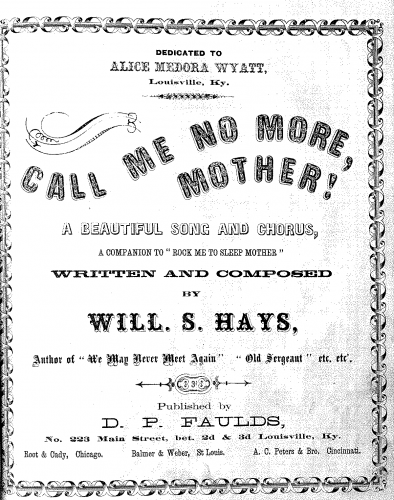 DEDICATED TO
ALICE MEDORA WYATT,
Louisville, Ky.
CALL ME NO MORE,
MOTHER!
A BEAUTIFUL SONG AND CHORUS,
A COMPANION TO "ROCK ME TO SLEEP MOTHER"
WRITTEN AND COMPOSED
BY
WILL. S. HAYS,
Author of "We May Never Meet Again" "Old Sergeant" etc. etc.
Published by
D. P. FAULDS,
No. 223 Main Street, bet. 2d & 3d Louisville, Ky.
Root & Cady, Chicago. Balmer & Weber, St Louis. A. C. Peters & Bro, Cincinnati.